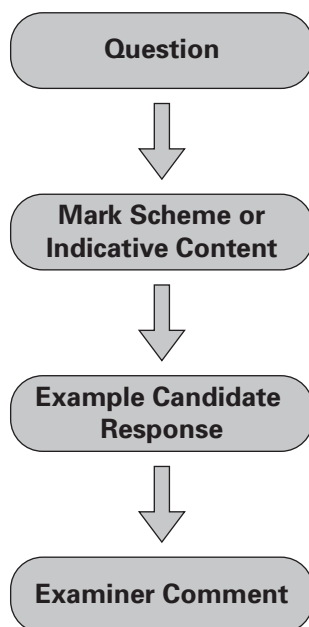 Question
Mark Scheme or
Indicative Content
Example Candidate
Response
Examiner Comment